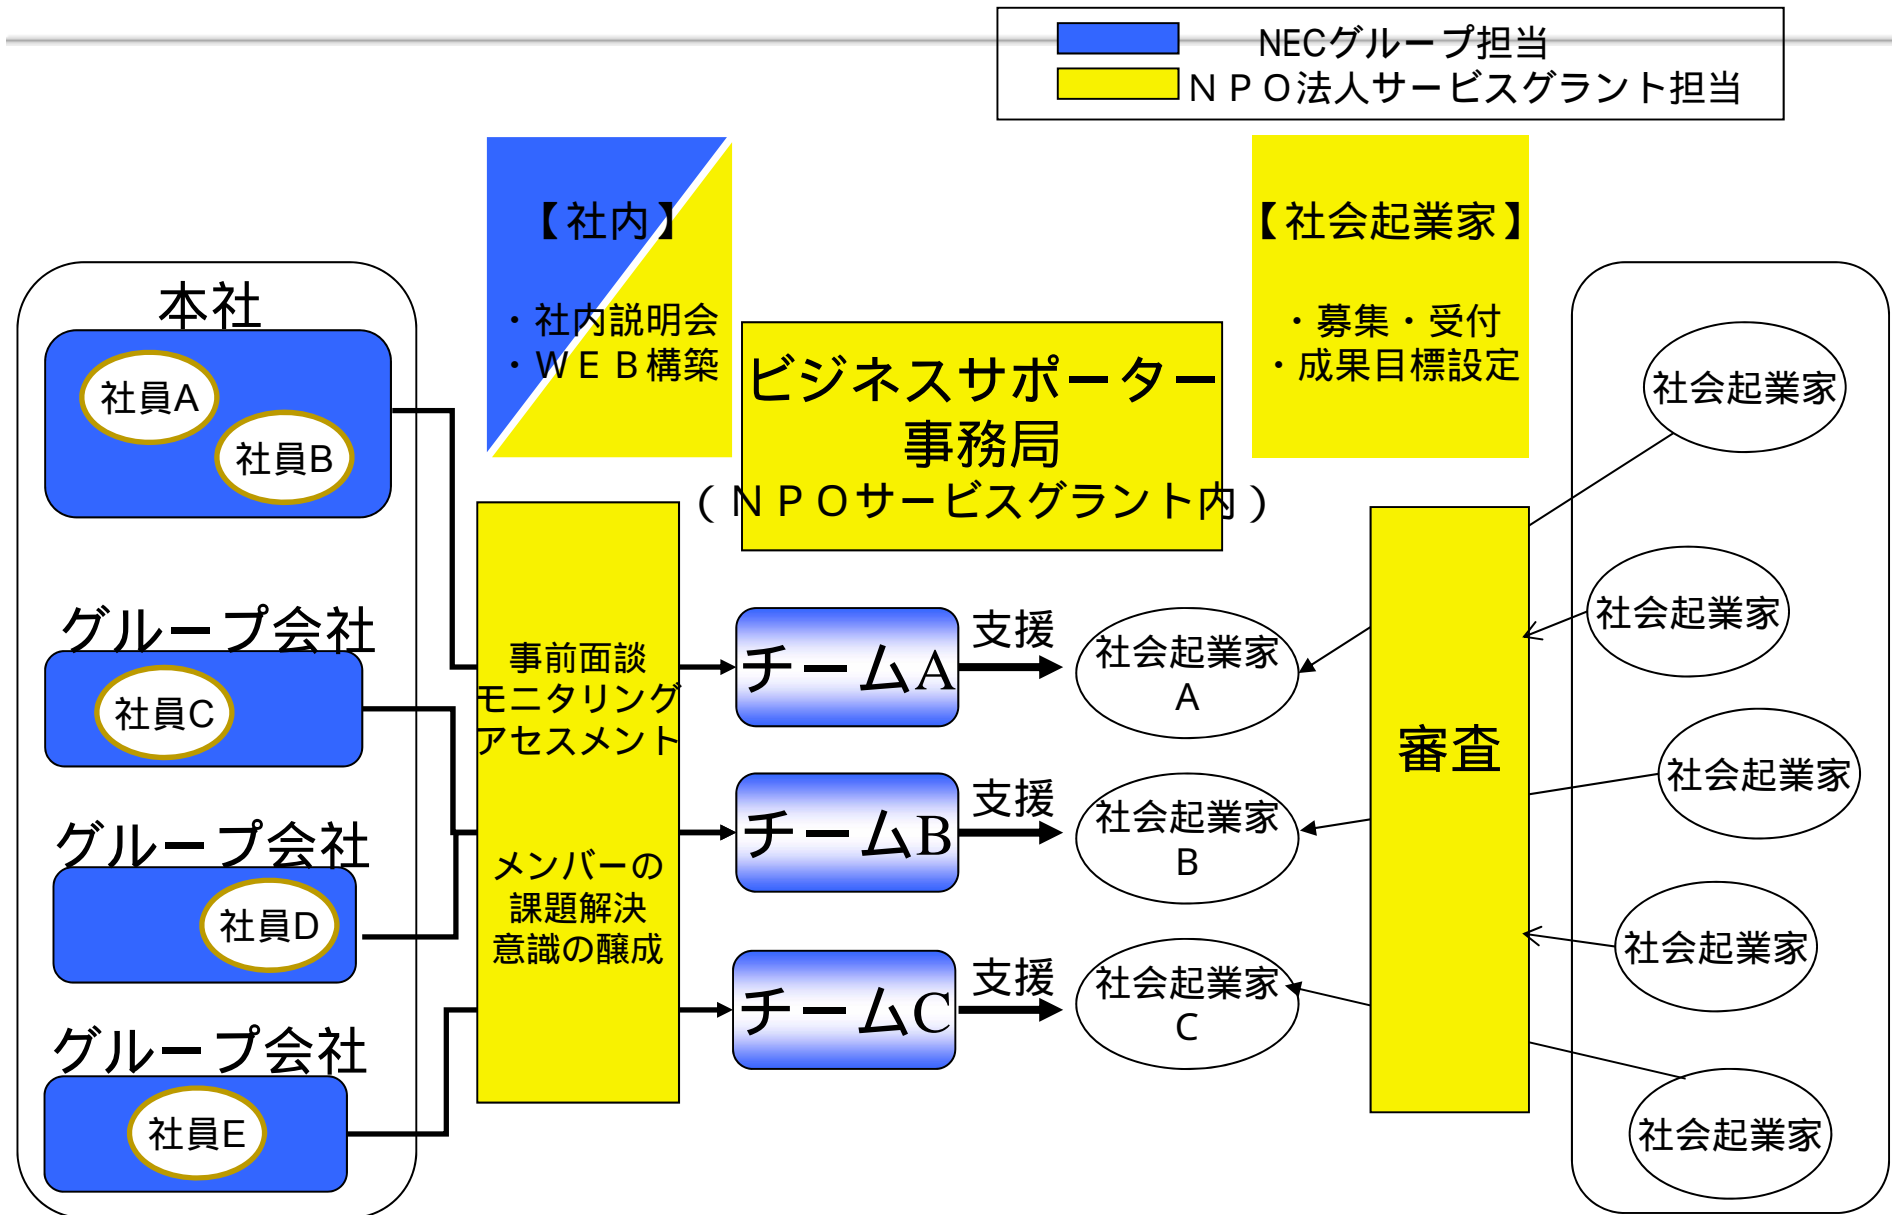 NECグループ担当
ＮＰＯ法人サービスグラント担当
【社内】
・社内説明会
・ＷＥＢ構築
【社会起業家】
・募集・受付
・成果目標設定
ビジネスサポーター
事務局
（ＮＰＯサービスグラント内）
本社
社員A
社員B
グループ会社
社員C
グループ会社
社員D
グループ会社
社員E
事前面談
モニタリング
アセスメント
メンバーの
課題解決
意識の醸成
チームA
支援
社会起業家
A
チームB
支援
社会起業家
B
チームC
支援
社会起業家
C
審査
社会起業家
社会起業家
社会起業家
社会起業家
社会起業家